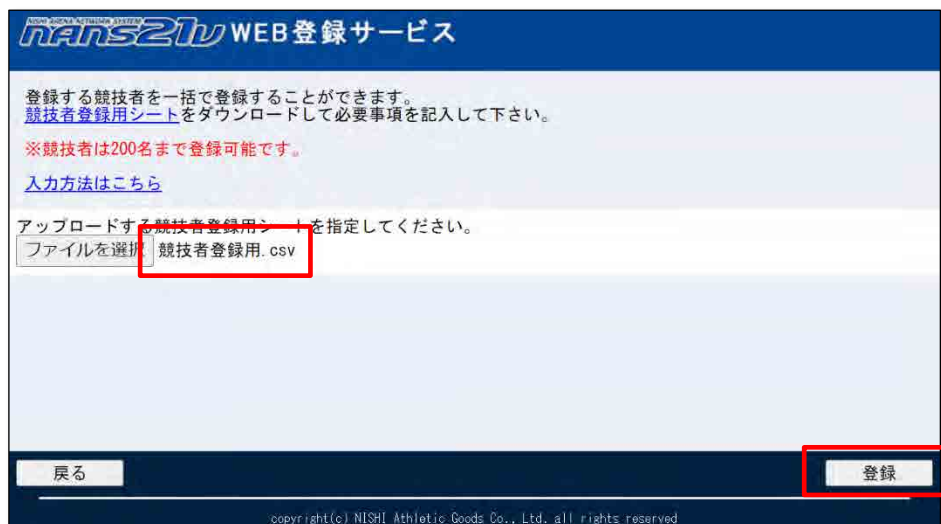 NISHI ARENA NETWORK SYSTEM
NANS21V WEB登録サービス
登録する競技者を一括で登録することができます。
競技者登録用シートをダウンロードして必要事項を記入して下さい。
※競技者は200名まで登録可能です。
入力方法はこちら
アップロードする競技者登録用シートを指定してください。
ファイルを選択 競技者登録用.csv
戻る 登録
copyright(c) NISHI Athletic Goods Co., Ltd. all rights reserved